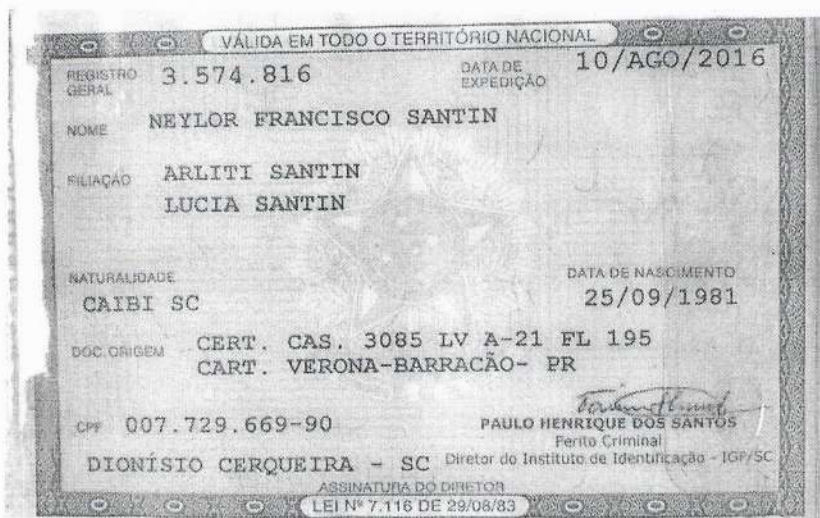 VÁLIDA EM TODO O TERRITÓRIO NACIONAL
REGISTRO GERAL 3.574.816 DATA DE EXPEDIÇÃO 10/AGO/2016
NOME NEYLOR FRANCISCO SANTIN
FILIAÇÃO ARLITI SANTIN
LUCIA SANTIN
NATURALIDADE DATA DE NASCIMENTO
CAIBI SC 25/09/1981
DOC. ORIGEM CERT. CAS. 3085 LV A-21 FL 195
CART. VERONA-BARRACÃO- PR
CPF 007.729.669-90
PAULO HENRIQUE DOS SANTOS
Perito Criminal
DIONÍSIO CERQUEIRA - SC Diretor do Instituto de Identificação - IGP/SC
ASSINATURA DO DIRETOR
LEI Nº 7.116 DE 29/08/83